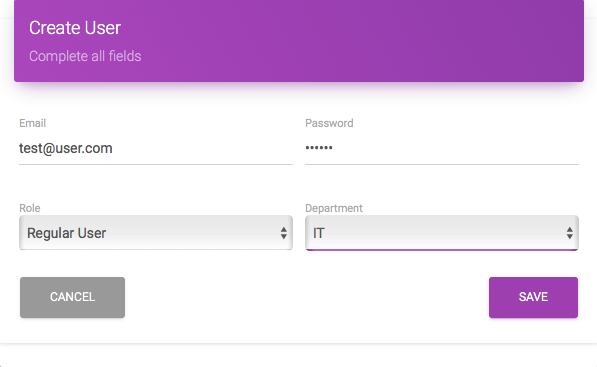 Create User
Complete all fields
Email Password
test@user.com ••••••
Role Department
Regular User IT
CANCEL SAVE